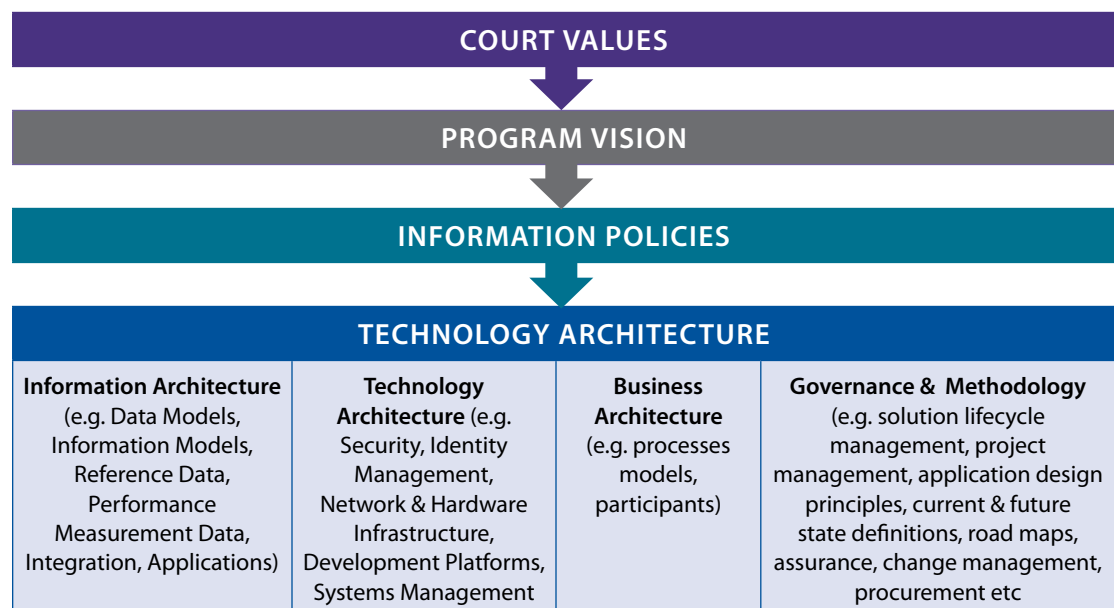 COURT VALUES
PROGRAM VISION
INFORMATION POLICIES
TECHNOLOGY ARCHITECTURE
Information Architecture
(e.g. Data Models,
Information Models,
Reference Data,
Performance
Measurement Data,
Integration, Applications)
Technology
Architecture (e.g.
Security, Identity
Management,
Network & Hardware
Infrastructure,
Development Platforms,
Systems Management
Business
Architecture
(e.g. processes
models,
participants)
Governance & Methodology
(e.g. solution lifecycle
management, project
management, application design
principles, current & future
state definitions, road maps,
assurance, change management,
procurement etc